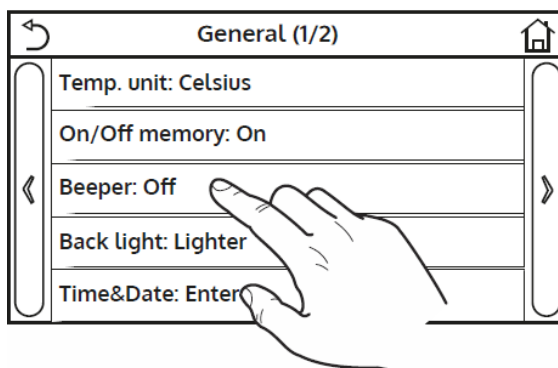 General (1/2)
Temp. unit: Celsius
On/Off memory: On
Beeper: Off
Back light: Lighter
Time&Date: Enter